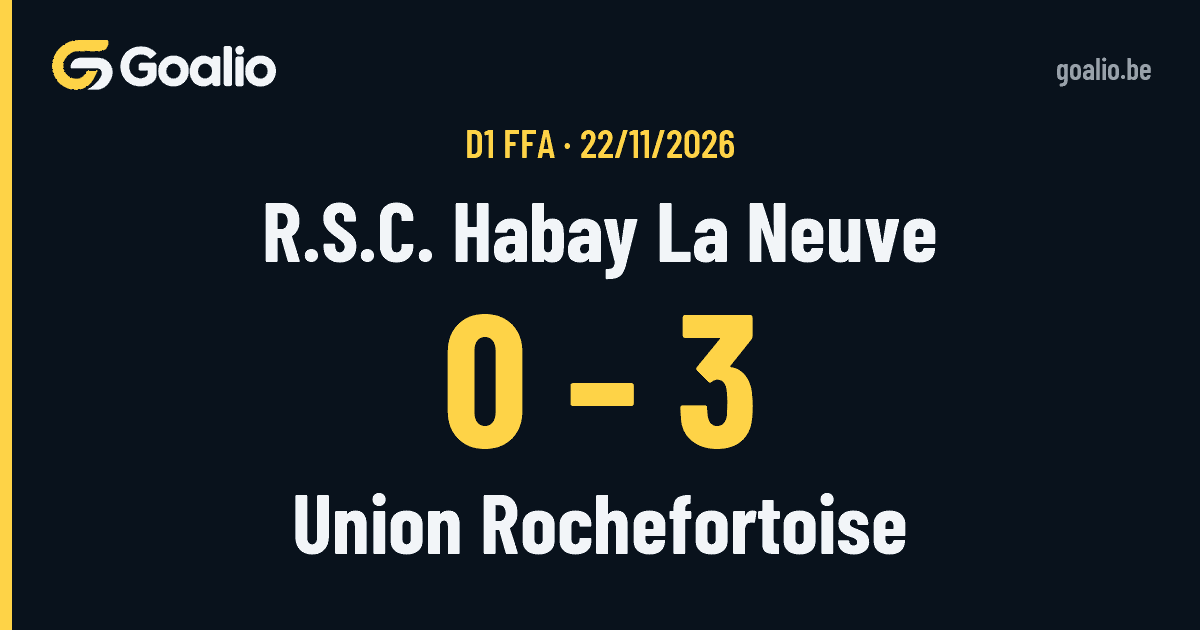 Goalio
goalio.be
D1 FFA · 22/11/2026
R.S.C. Habay La Neuve
0 – 3
Union Rochefortoise